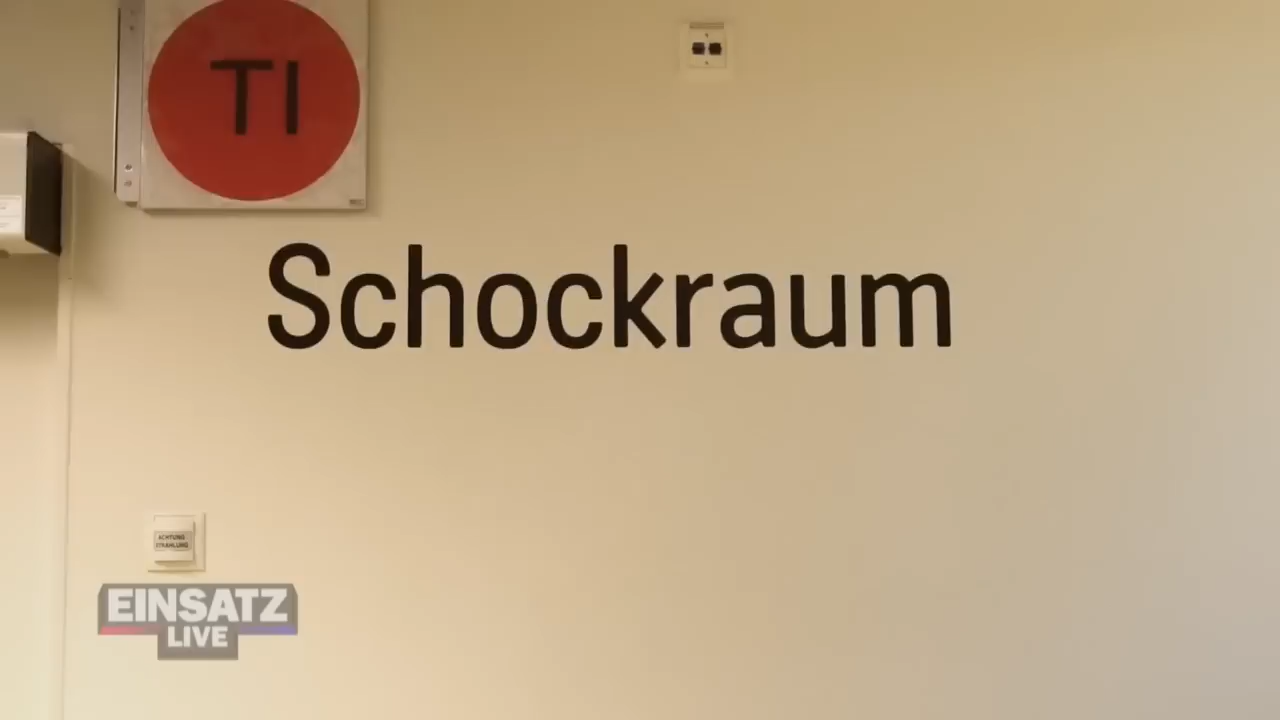 TI
Schockraum
ACHTUNG
STRAHLUNG
EINSATZ
LIVE